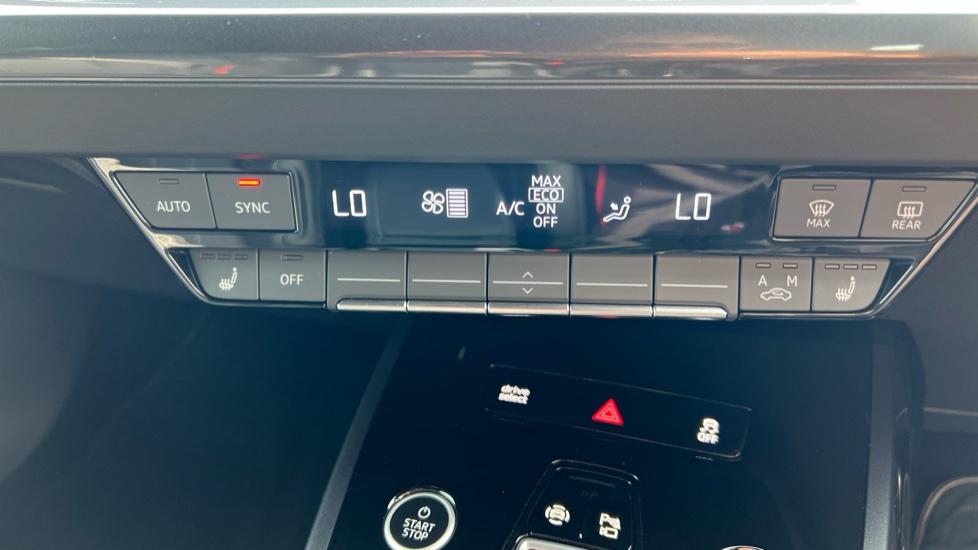 AUTO
SYNC
LO
A/C
MAX
ECO
ON
OFF
LO
MAX
REAR
OFF
A M
drive
select
OFF
START
STOP
P